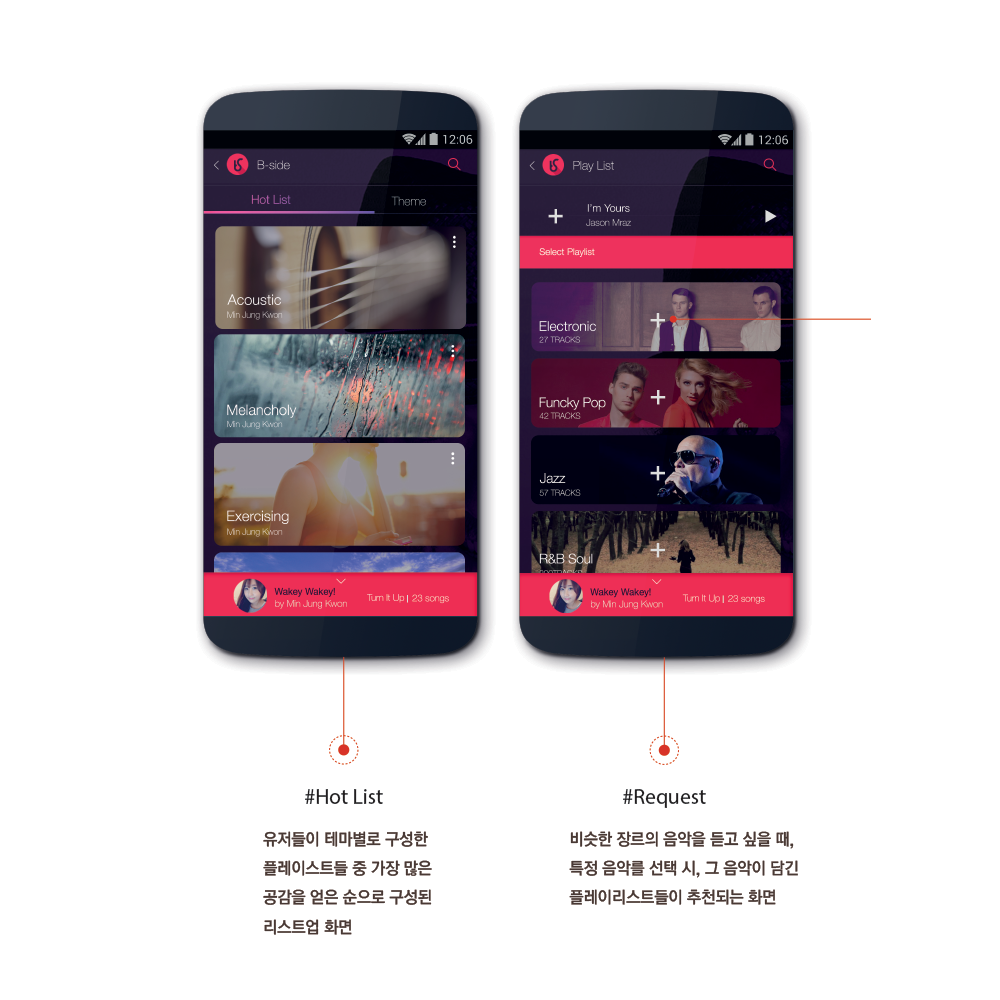 12:06
B-side
Hot List
Theme
Acoustic
Min Jung Kwon
Melancholy
Min Jung Kwon
Exercising
Min Jung Kwon
Wakey Wakey!
by Min Jung Kwon
Turn It Up | 23 songs
12:06
Play List
I'm Yours
Jason Mraz
Select Playlist
Electronic
27 TRACKS
Funcky Pop
42 TRACKS
Jazz
57 TRACKS
R&B Soul
TRACKS
Wakey Wakey!
by Min Jung Kwon
Turn It Up | 23 songs
#Hot List
유저들이 테마별로 구성한
플레이스트들 중 가장 많은
공감을 얻은 순으로 구성된
리스트업 화면
#Request
비슷한 장르의 음악을 듣고 싶을 때,
특정 음악를 선택 시, 그 음악이 담긴
플레이리스트들이 추천되는 화면